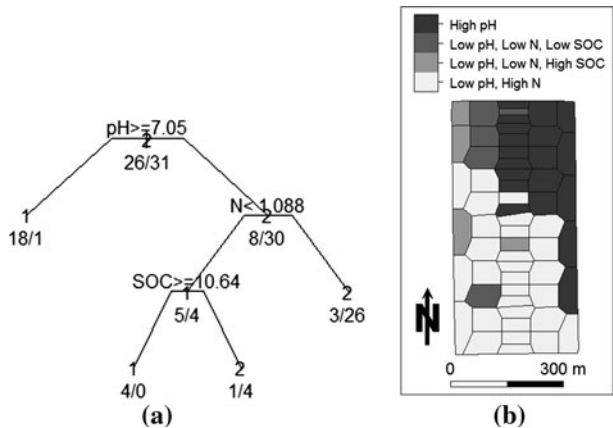 pH>=7.05
2
26/31
1
18/1
N< 1.088
2
8/30
SOC>=10.64
1
5/4
2
3/26
1
4/0
2
1/4
(a)
High pH
Low pH, Low N, Low SOC
Low pH, Low N, High SOC
Low pH, High N
N
0 300 m
(b)